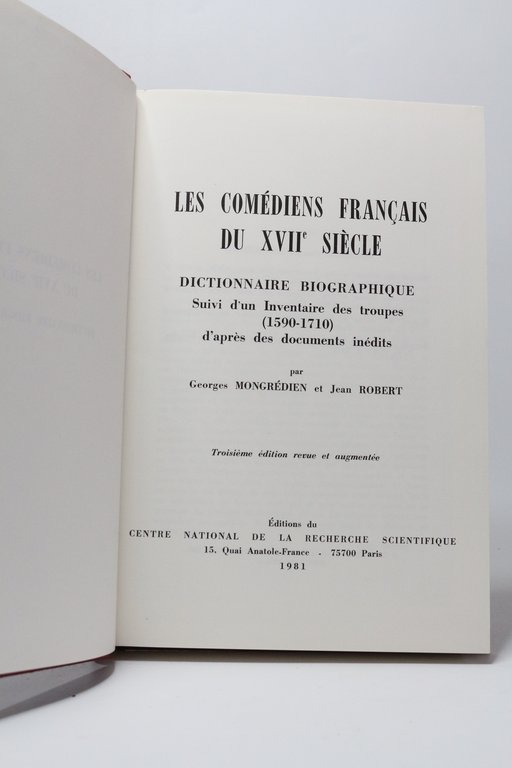 LES COMÉDIENS FRANÇAIS
DU XVIIe SIÈCLE
DICTIONNAIRE BIOGRAPHIQUE
Suivi d'un Inventaire des troupes
(1590-1710)
d'après des documents inédits
par
Georges MONGRÉDIEN et Jean ROBERT
Troisième édition revue et augmentée
Éditions du
CENTRE NATIONAL DE LA RECHERCHE SCIENTIFIQUE
15, Quai Anatole-France - 75700 Paris
1981